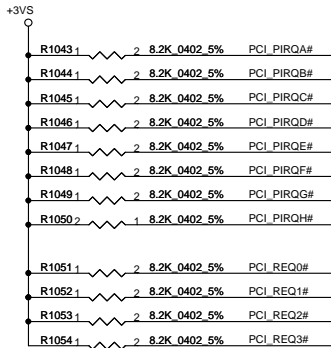 +3VS
R1043 1 2 8.2K_0402_5% PCI_PIRQA#
R1044 1 2 8.2K_0402_5% PCI_PIRQB#
R1045 1 2 8.2K_0402_5% PCI_PIRQC#
R1046 1 2 8.2K_0402_5% PCI_PIRQD#
R1047 1 2 8.2K_0402_5% PCI_PIRQE#
R1048 1 2 8.2K_0402_5% PCI_PIRQF#
R1049 1 2 8.2K_0402_5% PCI_PIRQG#
R1050 2 1 8.2K_0402_5% PCI_PIRQH#
R1051 1 2 8.2K_0402_5% PCI_REQ0#
R1052 1 2 8.2K_0402_5% PCI_REQ1#
R1053 1 2 8.2K_0402_5% PCI_REQ2#
R1054 1 2 8.2K_0402_5% PCI_REQ3#